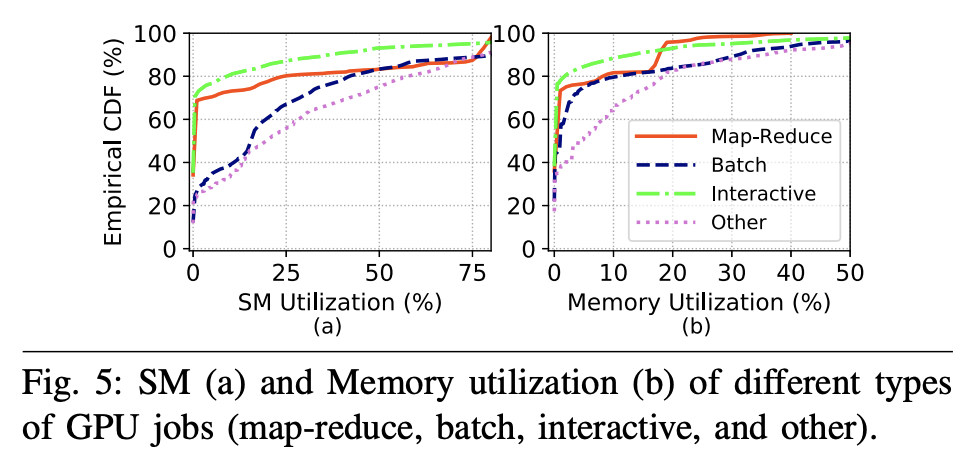 Empirical CDF (%)
100
80
60
40
20
0
0 25 50 75
SM Utilization (%)
(a)
100
80
60
40
20
0
Map-Reduce
Batch
Interactive
Other
0 10 20 30 40 50
Memory Utilization (%)
(b)
Fig. 5: SM (a) and Memory utilization (b) of different types
of GPU jobs (map-reduce, batch, interactive, and other).